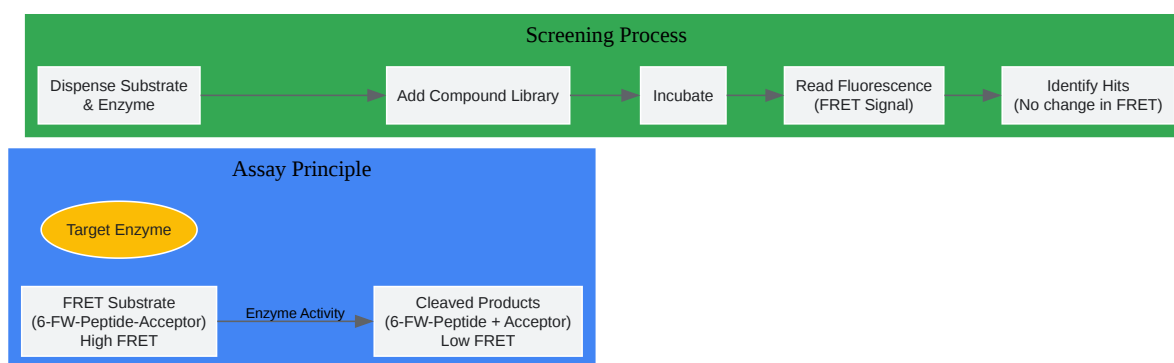 Screening Process
Dispense Substrate
& Enzyme
Add Compound Library
Incubate
Read Fluorescence
(FRET Signal)
Identify Hits
(No change in FRET)
Assay Principle
Target Enzyme
FRET Substrate
(6-FW-Peptide-Acceptor)
High FRET
Enzyme Activity
Cleaved Products
(6-FW-Peptide + Acceptor)
Low FRET